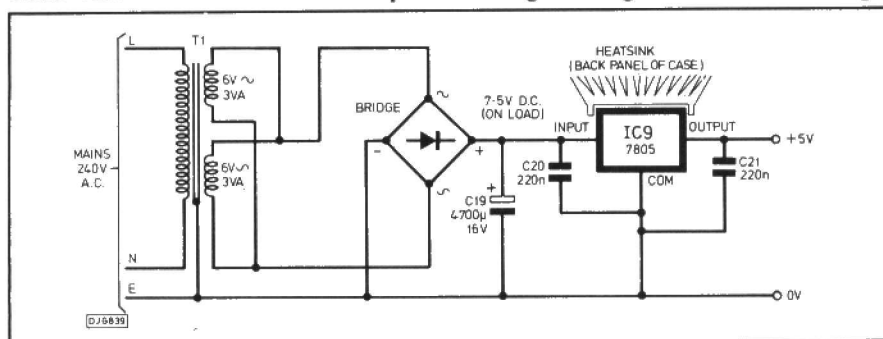 L
T1
6V ~
3VA
6V ~
3VA
MAINS
240V
A.C.
N
E
DJG839
BRIDGE
~
-
+
~
7-5V D.C.
(ON LOAD)
+
C19
4700µ
16V
HEATSINK
(BACK PANEL OF CASE)
INPUT
IC9
7805
OUTPUT
COM
C20
220n
C21
220n
+5V
0V